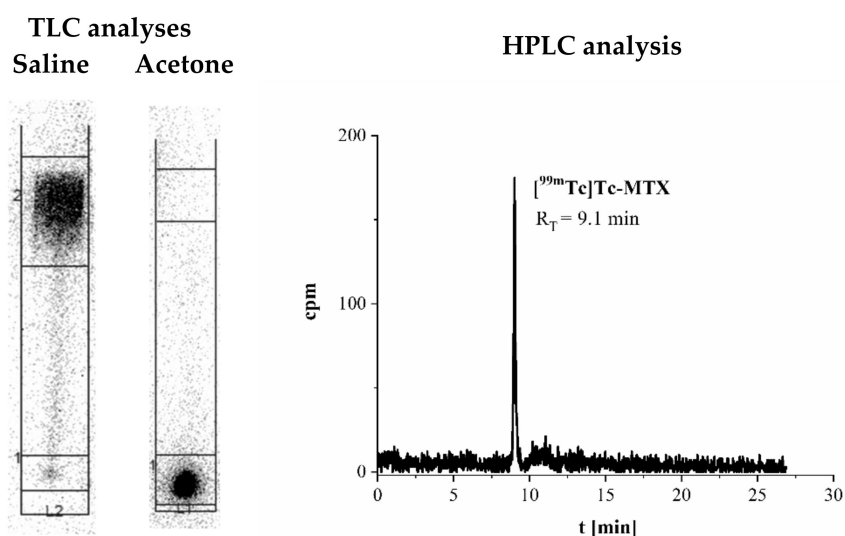 TLC analyses
Saline Acetone
2
1
L2
1
L1
HPLC analysis
200
100
0
cpm
[⁹⁹ᵐTc]Tc-MTX
R_T = 9.1 min
0 5 10 15 20 25 30
t [min]